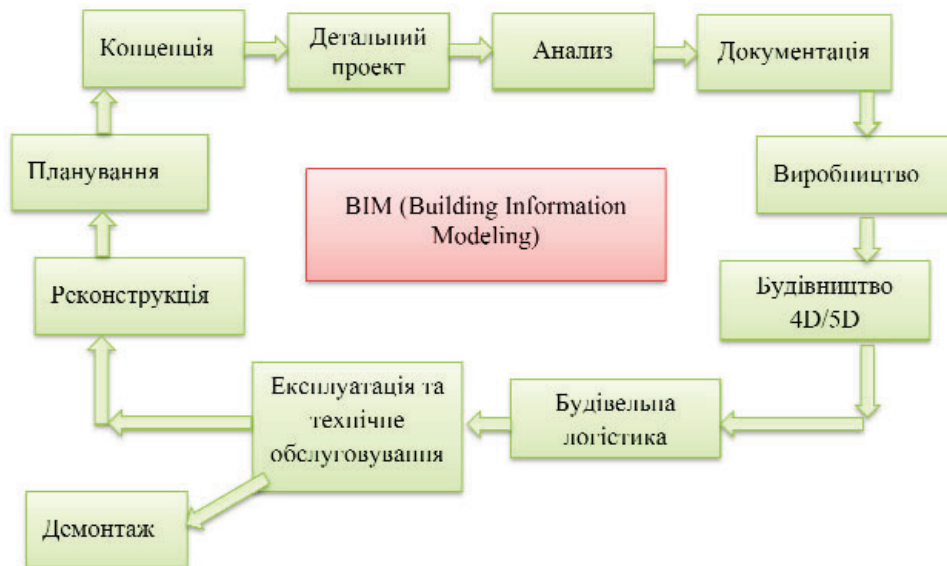 Концепція
Детальний
проект
Анализ
Документація
Планування
Виробництво
BIM (Building Information
Modeling)
Реконструкція
Будівництво
4D/5D
Експлуатація та
технічне
обслуговування
Будівельна
логістика
Демонтаж